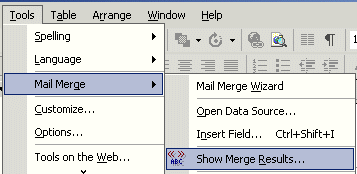 Tools Table Arrange Window Help
Spelling
Language
Mail Merge
Customize...
Options...
Tools on the Web...
Mail Merge Wizard
Open Data Source...
Insert Field... Ctrl+Shift+I
ABC Show Merge Results...